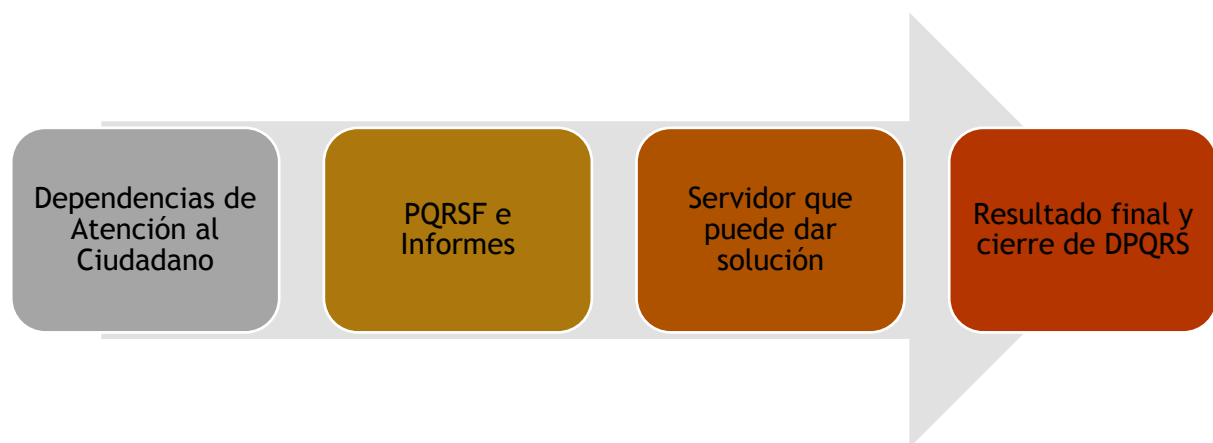 Dependencias de
Atención al
Ciudadano
PQRSF e
Informes
Servidor que
puede dar
solución
Resultado final y
cierre de DPQRS